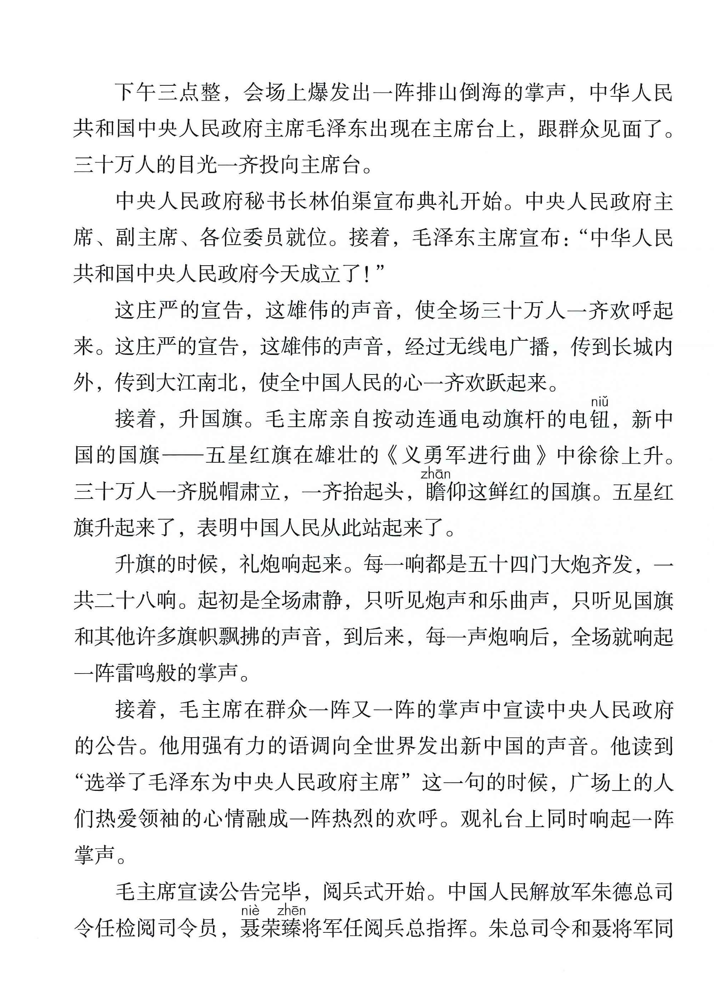 下午三点整，会场上爆发出一阵排山倒海的掌声，中华人民
共和国中央人民政府主席毛泽东出现在主席台上，跟群众见面了。
三十万人的目光一齐投向主席台。
中央人民政府秘书长林伯渠宣布典礼开始。中央人民政府主
席、副主席、各位委员就位。接着，毛泽东主席宣布：“中华人民
共和国中央人民政府今天成立了！”
这庄严的宣告，这雄伟的声音，使全场三十万人一齐欢呼起
来。这庄严的宣告，这雄伟的声音，经过无线电广播，传到长城内
外，传到大江南北，使全中国人民的心一齐欢跃起来。
niǔ
接着，升国旗。毛主席亲自按动连通电动旗杆的电钮，新中
国的国旗——五星红旗在雄壮的《义勇军进行曲》中徐徐上升。
zhān
三十万人一齐脱帽肃立，一齐抬起头，瞻仰这鲜红的国旗。五星红
旗升起来了，表明中国人民从此站起来了。
升旗的时候，礼炮响起来。每一响都是五十四门大炮齐发，一
共二十八响。起初是全场肃静，只听见炮声和乐曲声，只听见国旗
和其他许多旗帜飘拂的声音，到后来，每一声炮响后，全场就响起
一阵雷鸣般的掌声。
接着，毛主席在群众一阵又一阵的掌声中宣读中央人民政府
的公告。他用强有力的语调向全世界发出新中国的声音。他读到
“选举了毛泽东为中央人民政府主席”这一句的时候，广场上的人
们热爱领袖的心情融成一阵热烈的欢呼。观礼台上同时响起一阵
掌声。
毛主席宣读公告完毕，阅兵式开始。中国人民解放军朱德总司
niè zhēn
令任检阅司令员，聂荣臻将军任阅兵总指挥。朱总司令和聂将军同